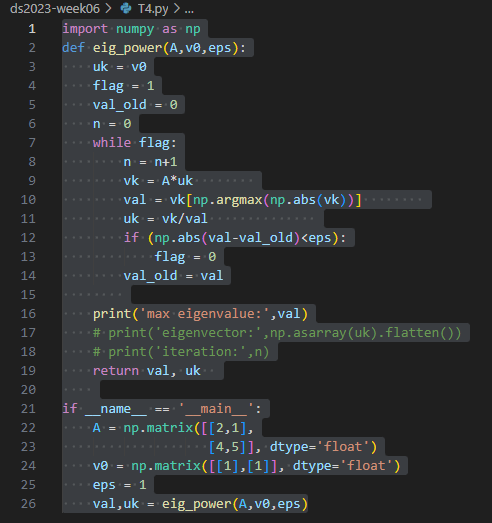 ds2023-week06 > T4.py > ...
1 import numpy as np
2 def eig_power(A,v0,eps):
3     uk = v0
4     flag = 1
5     val_old = 0
6     n = 0
7     while flag:
8         n = n+1
9         vk = A*uk
10         val = vk[np.argmax(np.abs(vk))]
11         uk = vk/val
12         if (np.abs(val-val_old)<eps):
13             flag = 0
14         val_old = val
15
16     print('max eigenvalue:',val)
17     # print('eigenvector:',np.asarray(uk).flatten())
18     # print('iteration:',n)
19     return val, uk
20
21 if __name__ == '__main__':
22     A = np.matrix([[2,1],
23                    [4,5]], dtype='float')
24     v0 = np.matrix([[1],[1]], dtype='float')
25     eps = 1
26     val,uk = eig_power(A,v0,eps)